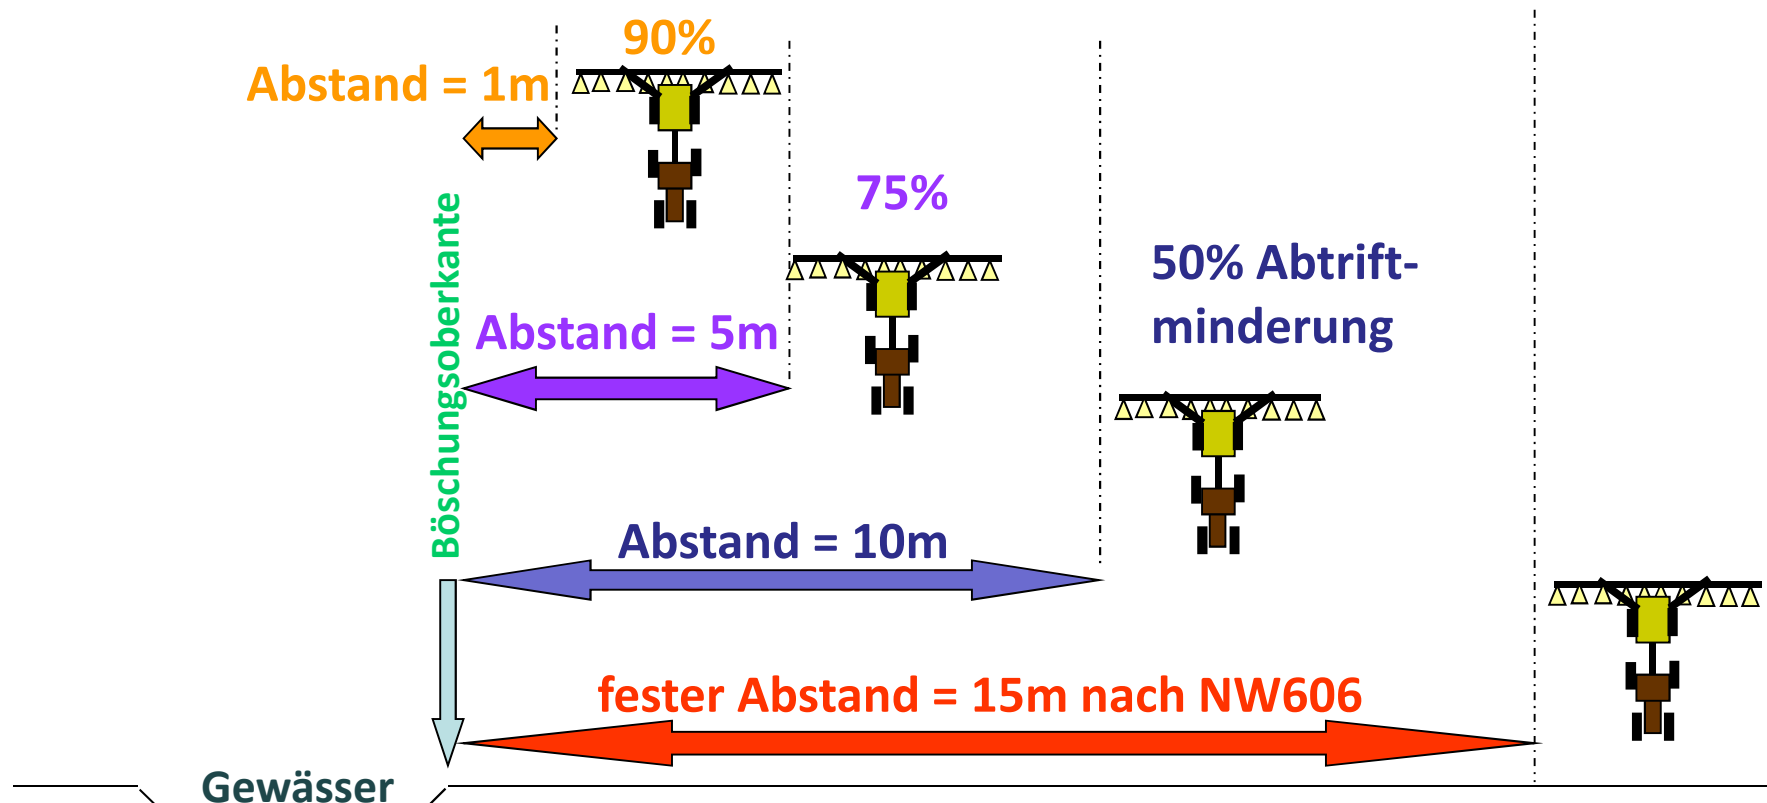 90%
Abstand = 1m
75%
Böschungsoberkante
50% Abtrift-
minderung
Abstand = 5m
Abstand = 10m
fester Abstand = 15m nach NW606
Gewässer